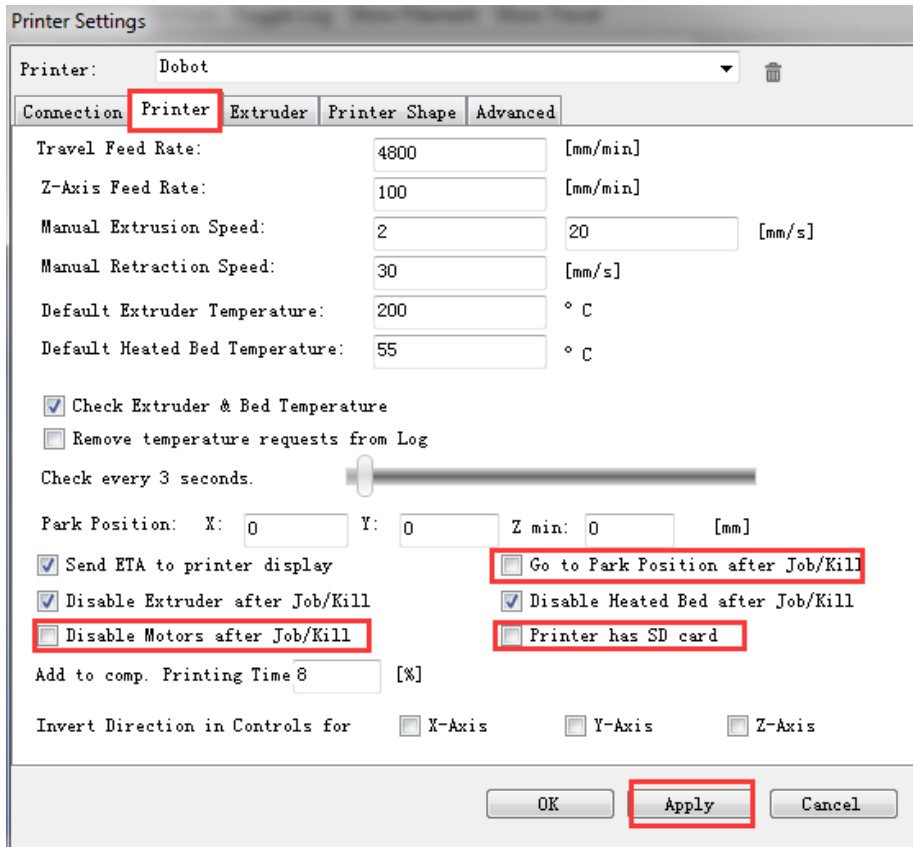 Printer Settings
Printer: Dobot
Connection Printer Extruder Printer Shape Advanced
Travel Feed Rate: 4800 [mm/min]
Z-Axis Feed Rate: 100 [mm/min]
Manual Extrusion Speed: 2 20 [mm/s]
Manual Retraction Speed: 30 [mm/s]
Default Extruder Temperature: 200 ° C
Default Heated Bed Temperature: 55 ° C
Check Extruder & Bed Temperature
Remove temperature requests from Log
Check every 3 seconds.
Park Position: X: 0 Y: 0 Z min: 0 [mm]
Send ETA to printer display Go to Park Position after Job/Kill
Disable Extruder after Job/Kill Disable Heated Bed after Job/Kill
Disable Motors after Job/Kill Printer has SD card
Add to comp. Printing Time 8 [%]
Invert Direction in Controls for X-Axis Y-Axis Z-Axis
OK Apply Cancel